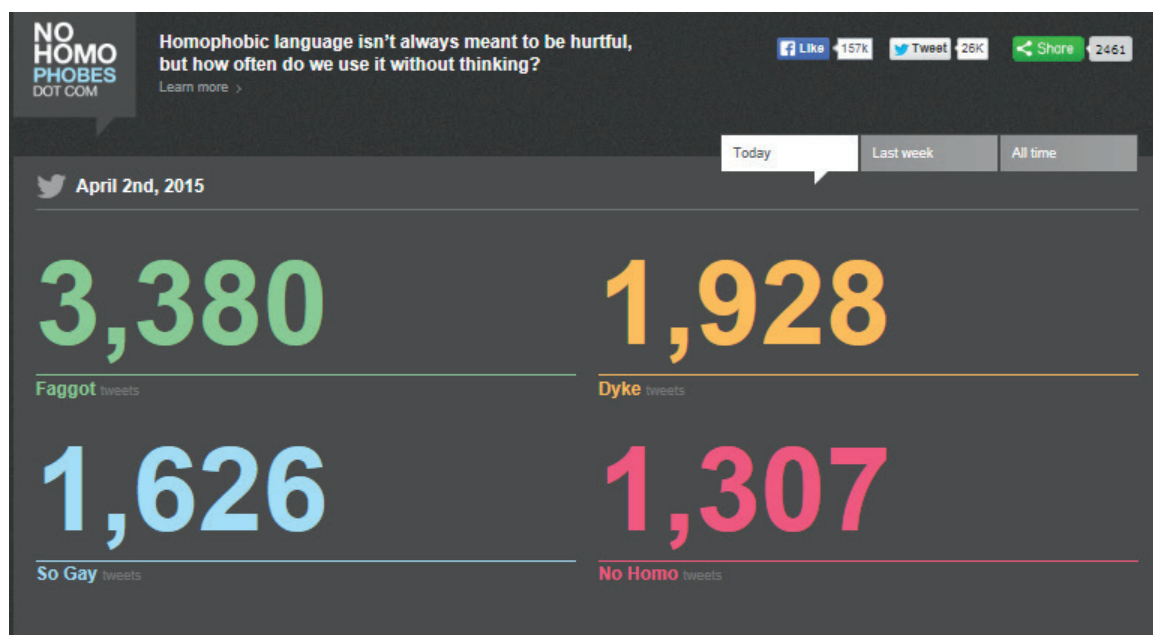 NO
HOMO
PHOBES
DOT COM
Homophobic language isn't always meant to be hurtful,
but how often do we use it without thinking?
Learn more >
Like 157k Tweet 26K Share 2461
Today Last week All time
April 2nd, 2015
3,380 1,928
Faggot tweets Dyke tweets
1,626 1,307
So Gay tweets No Homo tweets